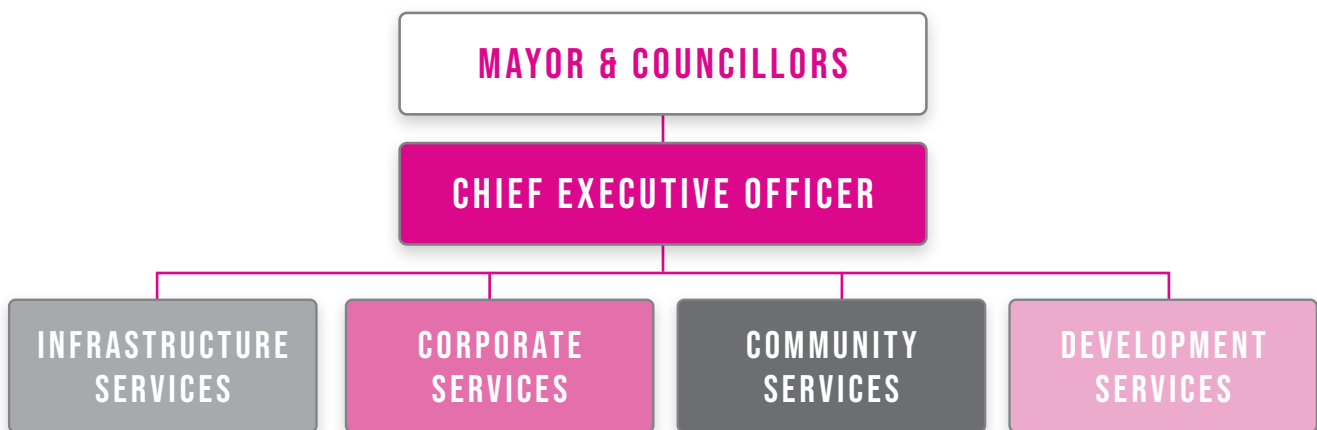 MAYOR & COUNCILLORS
CHIEF EXECUTIVE OFFICER
INFRASTRUCTURE
SERVICES
CORPORATE
SERVICES
COMMUNITY
SERVICES
DEVELOPMENT
SERVICES